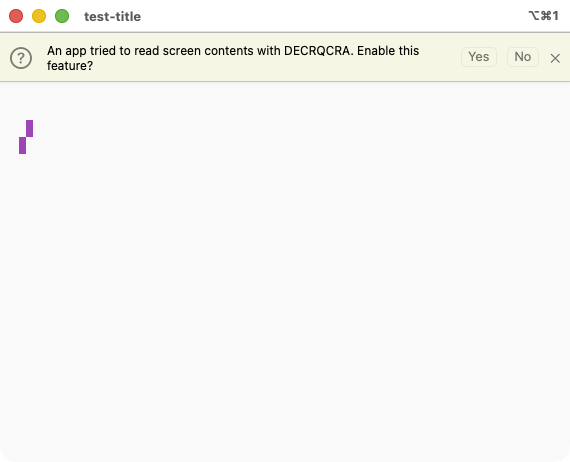 test-title
⌥⌘1
An app tried to read screen contents with DECRQCRA. Enable this
feature?
Yes
No